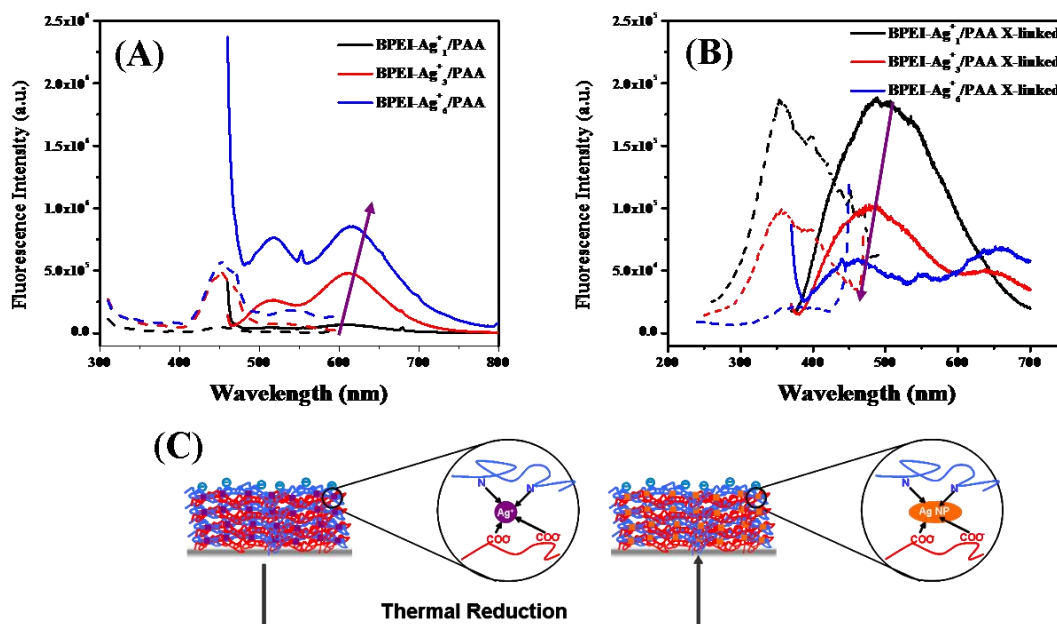 (A)
BPEI-Ag⁺₁/PAA
BPEI-Ag⁺₃/PAA
BPEI-Ag⁺₆/PAA
Fluorescence Intensity (a.u.)
2.5x10⁶
2.0x10⁶
1.5x10⁶
1.0x10⁶
5.0x10⁵
0.0
300 400 500 600 700 800
Wavelength (nm)
(B)
BPEI-Ag⁺₁/PAA X-linked
BPEI-Ag⁺₃/PAA X-linked
BPEI-Ag⁺₆/PAA X-linked
Fluorescence Intensity (a.u.)
2.5x10⁵
2.0x10⁵
1.5x10⁵
1.0x10⁵
5.0x10⁴
0.0
200 300 400 500 600 700
Wavelength (nm)
(C)
N N
Ag⁺
COO⁻ COO⁻
N N
Ag NP
COO⁻ COO⁻
Thermal Reduction